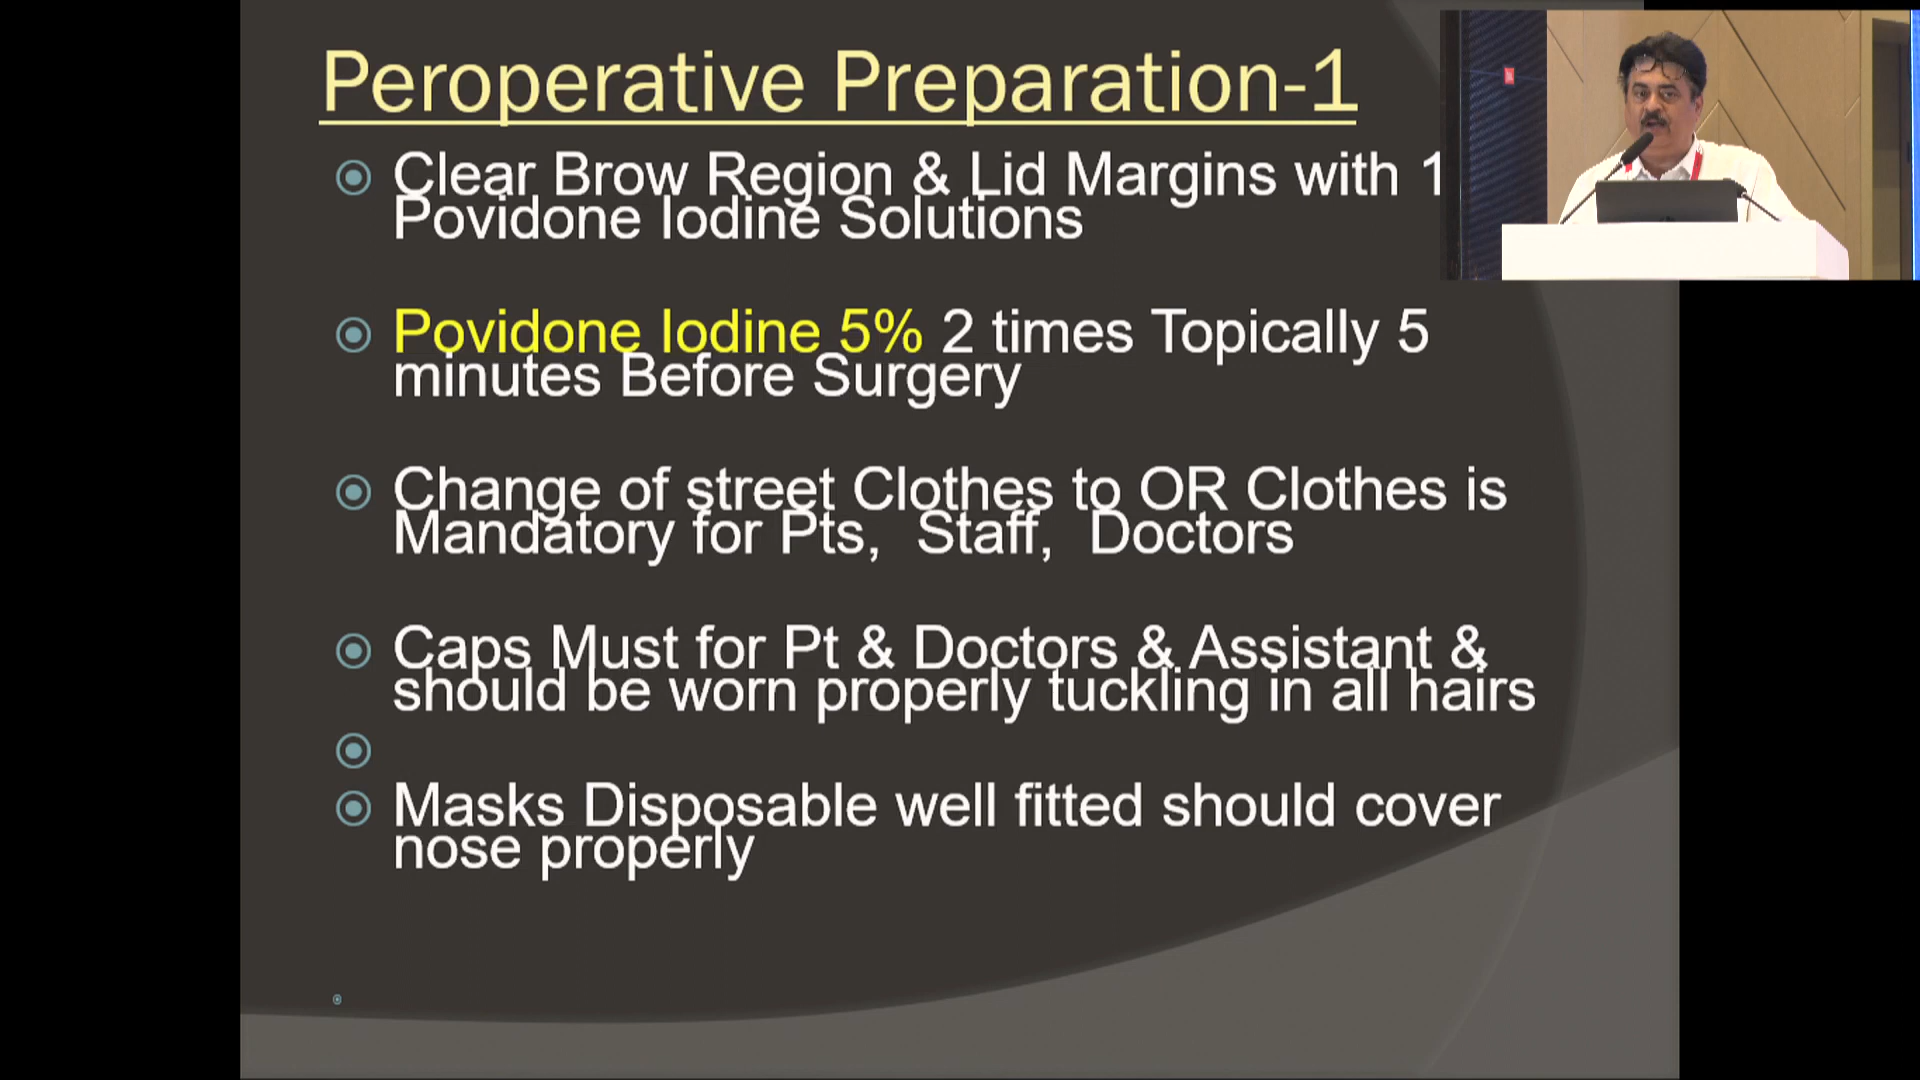 Peroperative Preparation-1
Clear Brow Region & Lid Margins with 1
Povidone Iodine Solutions
Povidone Iodine 5% 2 times Topically 5
minutes Before Surgery
Change of street Clothes to OR Clothes is
Mandatory for Pts, Staff, Doctors
Caps Must for Pt & Doctors & Assistant &
should be worn properly tuckling in all hairs
Masks Disposable well fitted should cover
nose properly